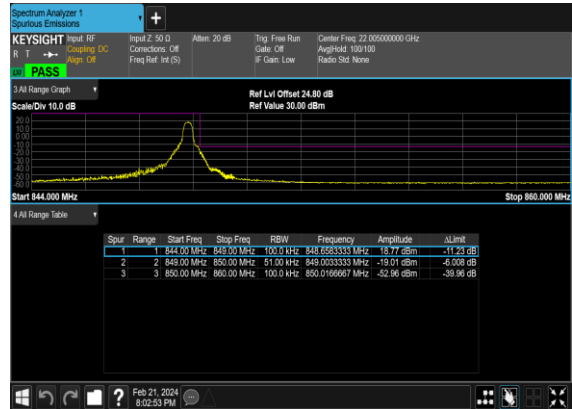 Spectrum Analyzer 1
Spurious Emissions
KEYSIGHT Input: RF Input Z: 50 Ω Atten: 20 dB Trig: Free Run Center Freq: 22.005000000 GHz
R T Coupling: DC Corrections: Off Gate: Off Avg|Hold: 100/100
Align: Off Freq Ref: Int (S) IF Gain: Low Radio Std: None
PASS
3 All Range Graph
Ref Lvl Offset 24.80 dB
Scale/Div 10.0 dB Ref Value 30.00 dBm
20.0
10.0
0.00
-10.0
-20.0
-30.0
-40.0
-50.0
-60.0
Start 844.000 MHz Stop 860.000 MHz
4 All Range Table
Spur Range Start Freq Stop Freq RBW Frequency Amplitude ΔLimit
1 1 844.00 MHz 849.00 MHz 100.0 kHz 848.6583333 MHz 18.77 dBm -11.23 dB
2 2 849.00 MHz 850.00 MHz 51.00 kHz 849.0033333 MHz -19.01 dBm -6.008 dB
3 3 850.00 MHz 860.00 MHz 100.0 kHz 850.0166667 MHz -52.96 dBm -39.96 dB
Feb 21, 2024
8:02:53 PM